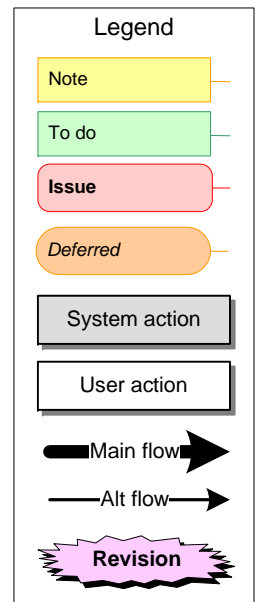 Legend
Note
To do
Issue
Deferred
System action
User action
Main flow
Alt flow
Revision